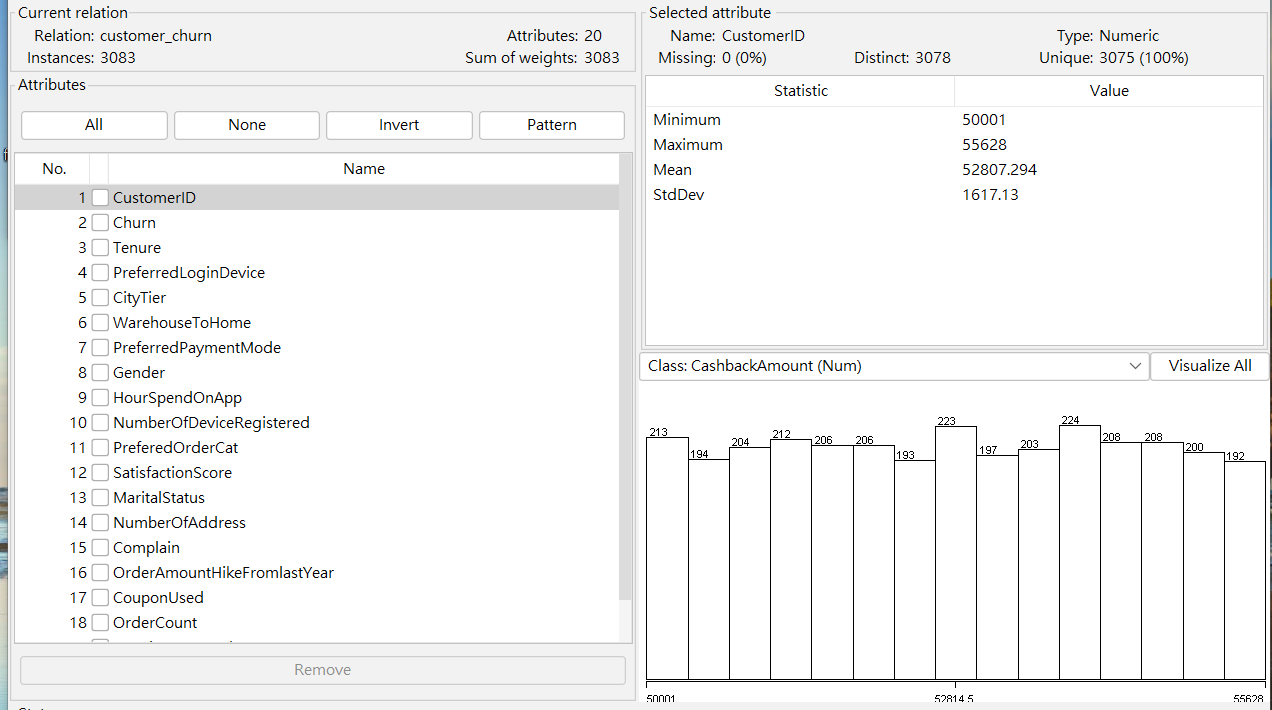 Current relation
Relation: customer_churn
Attributes: 20
Instances: 3083
Sum of weights: 3083
Attributes
All
None
Invert
Pattern
No.
Name
1 CustomerID
2 Churn
3 Tenure
4 PreferredLoginDevice
5 CityTier
6 WarehouseToHome
7 PreferredPaymentMode
8 Gender
9 HourSpendOnApp
10 NumberOfDeviceRegistered
11 PreferedOrderCat
12 SatisfactionScore
13 MaritalStatus
14 NumberOfAddress
15 Complain
16 OrderAmountHikeFromlastYear
17 CouponUsed
18 OrderCount
Remove
Selected attribute
Name: CustomerID
Type: Numeric
Missing: 0 (0%)
Distinct: 3078
Unique: 3075 (100%)
Statistic
Value
Minimum 50001
Maximum 55628
Mean 52807.294
StdDev 1617.13
Class: CashbackAmount (Num)
Visualize All
213
194
204
212
206
206
193
223
197
203
224
208
208
200
192
50001
52814.5
55628